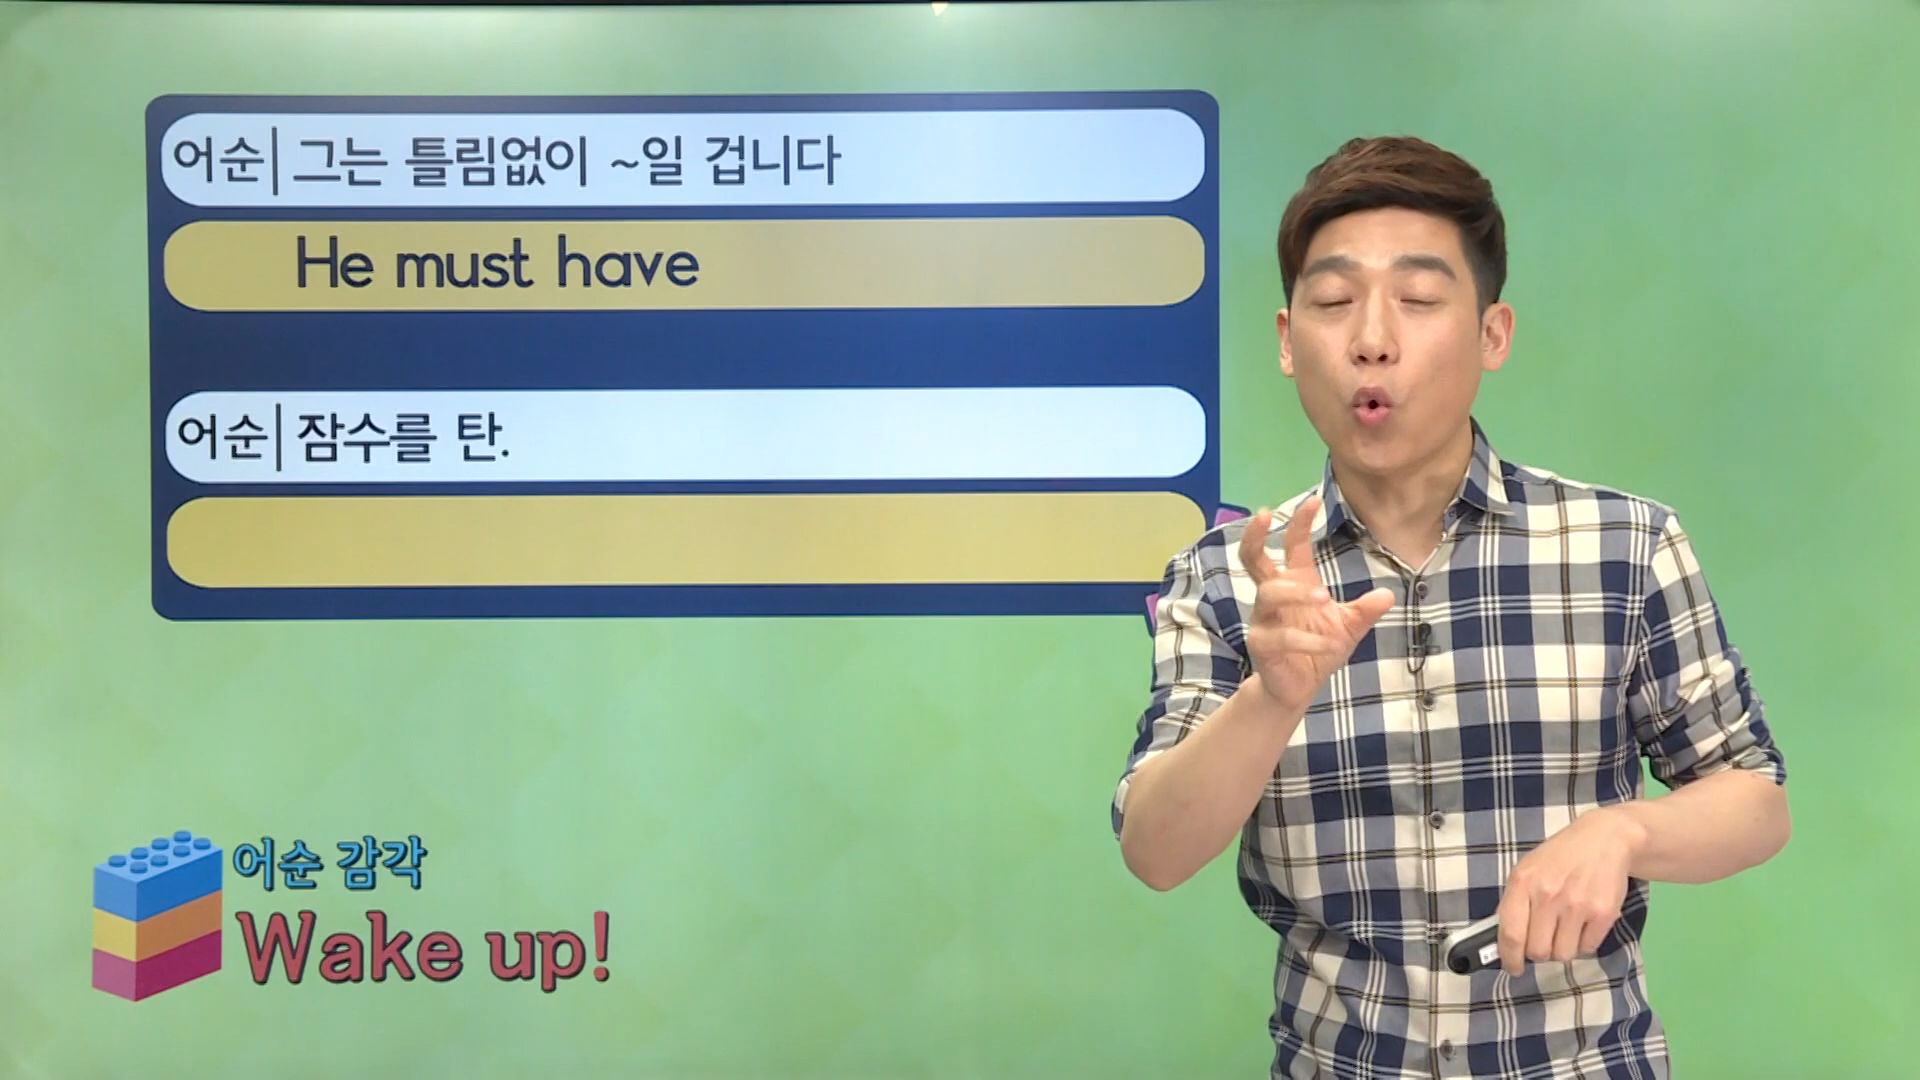 어순 그는 틀림없이 ~일 겁니다
He must have
어순 잠수를 탄.
어순 감각
Wake up!